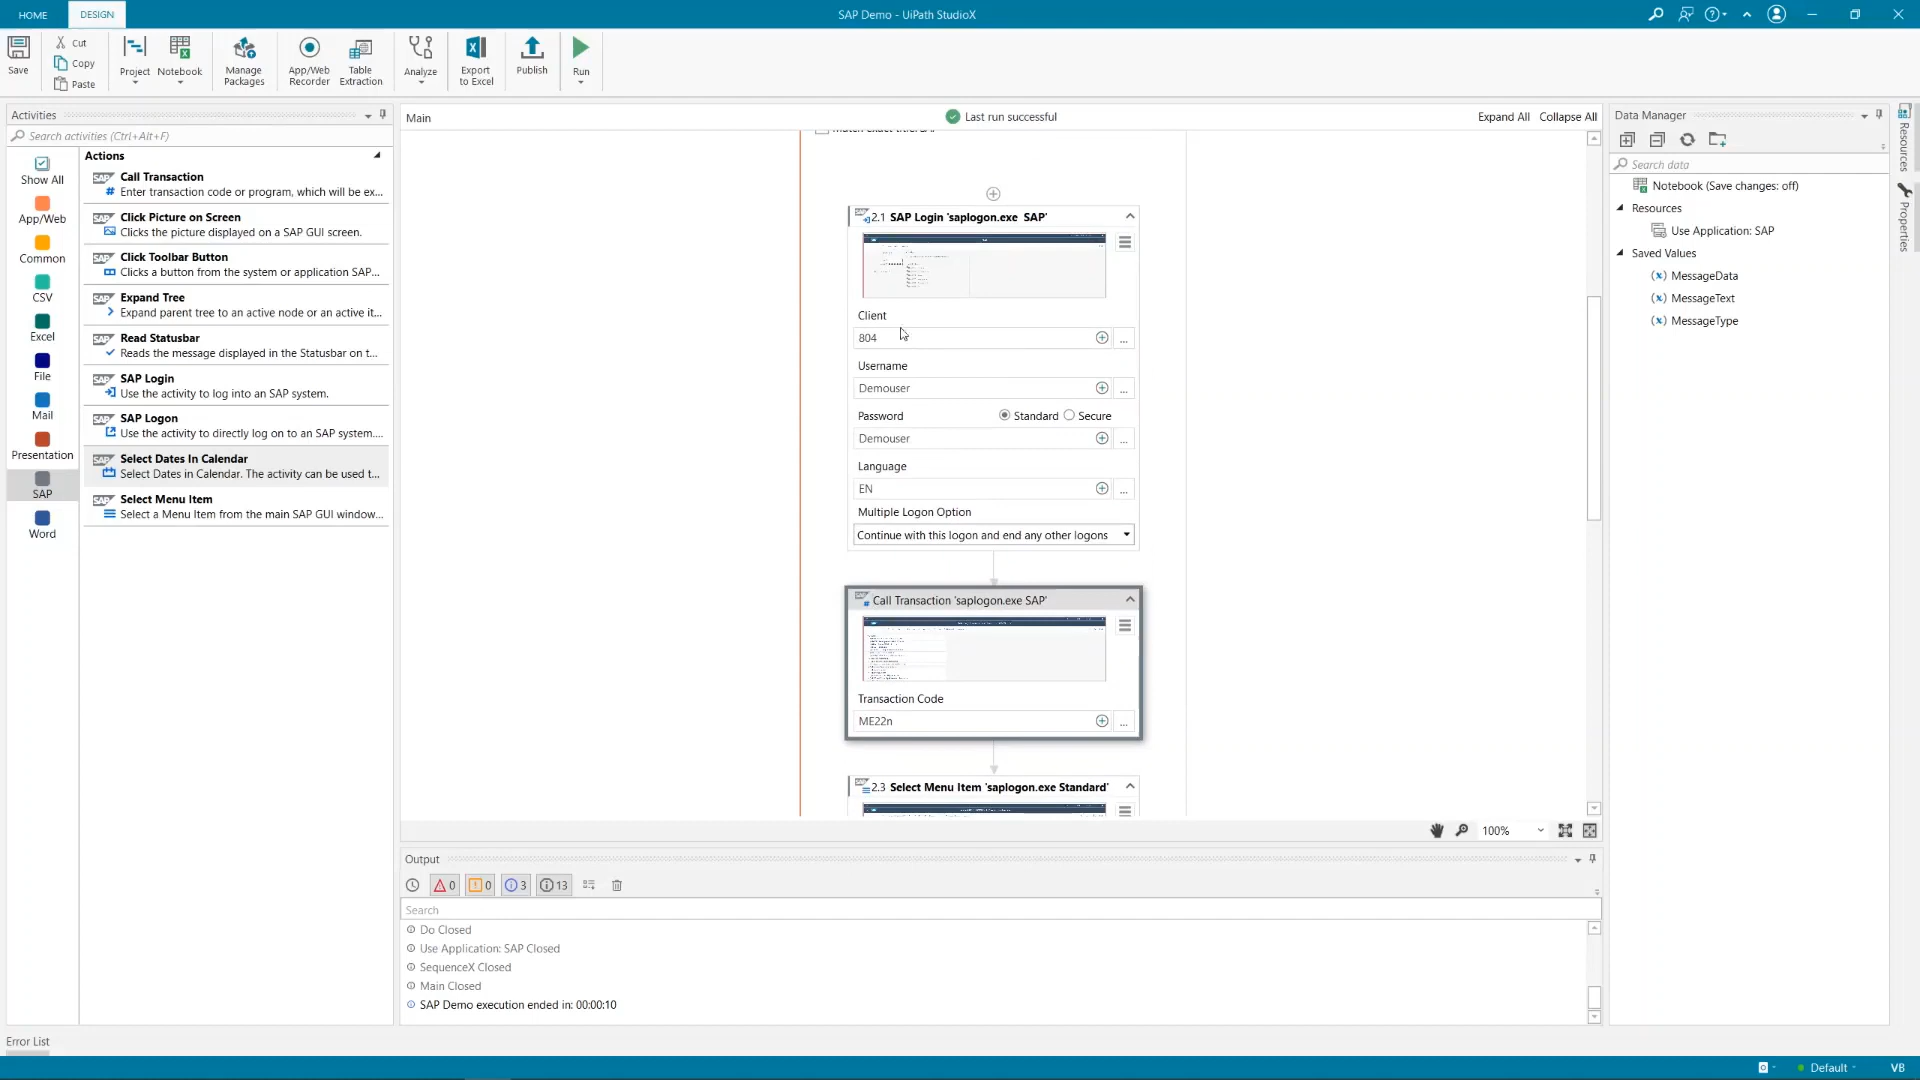 HOME
DESIGN
SAP Demo - UiPath StudioX
Save
Cut
Copy
Paste
Project
Notebook
Manage Packages
App/Web Recorder
Table Extraction
Analyze
Export to Excel
Publish
Run
Activities
Search activities (Ctrl+Alt+F)
Show All
App/Web
Common
CSV
Excel
File
Mail
Presentation
SAP
Word
Actions
Call Transaction
Enter transaction code or program, which will be ex...
Click Picture on Screen
Clicks the picture displayed on a SAP GUI screen.
Click Toolbar Button
Clicks a button from the system or application SAP...
Expand Tree
Expand parent tree to an active node or an active it...
Read Statusbar
Reads the message displayed in the Statusbar on t...
SAP Login
Use the activity to log into an SAP system.
SAP Logon
Use the activity to directly log on to an SAP system....
Select Dates In Calendar
Select Dates in Calendar. The activity can be used t...
Select Menu Item
Select a Menu Item from the main SAP GUI window...
Main
Last run successful
Expand All
Collapse All
2.1 SAP Login 'saplogon.exe SAP'
Client
804
...
Username
Demouser
...
Password
Standard
Secure
Demouser
...
Language
EN
...
Multiple Logon Option
Continue with this logon and end any other logons
Call Transaction 'saplogon.exe SAP'
Transaction Code
ME22n
...
2.3 Select Menu Item 'saplogon.exe Standard'
100%
Output
0
0
3
13
Search
Do Closed
Use Application: SAP Closed
SequenceX Closed
Main Closed
SAP Demo execution ended in: 00:00:10
Data Manager
Search data
Notebook (Save changes: off)
Resources
Use Application: SAP
Saved Values
(x) MessageData
(x) MessageText
(x) MessageType
Resources
Properties
Error List
Default
VB